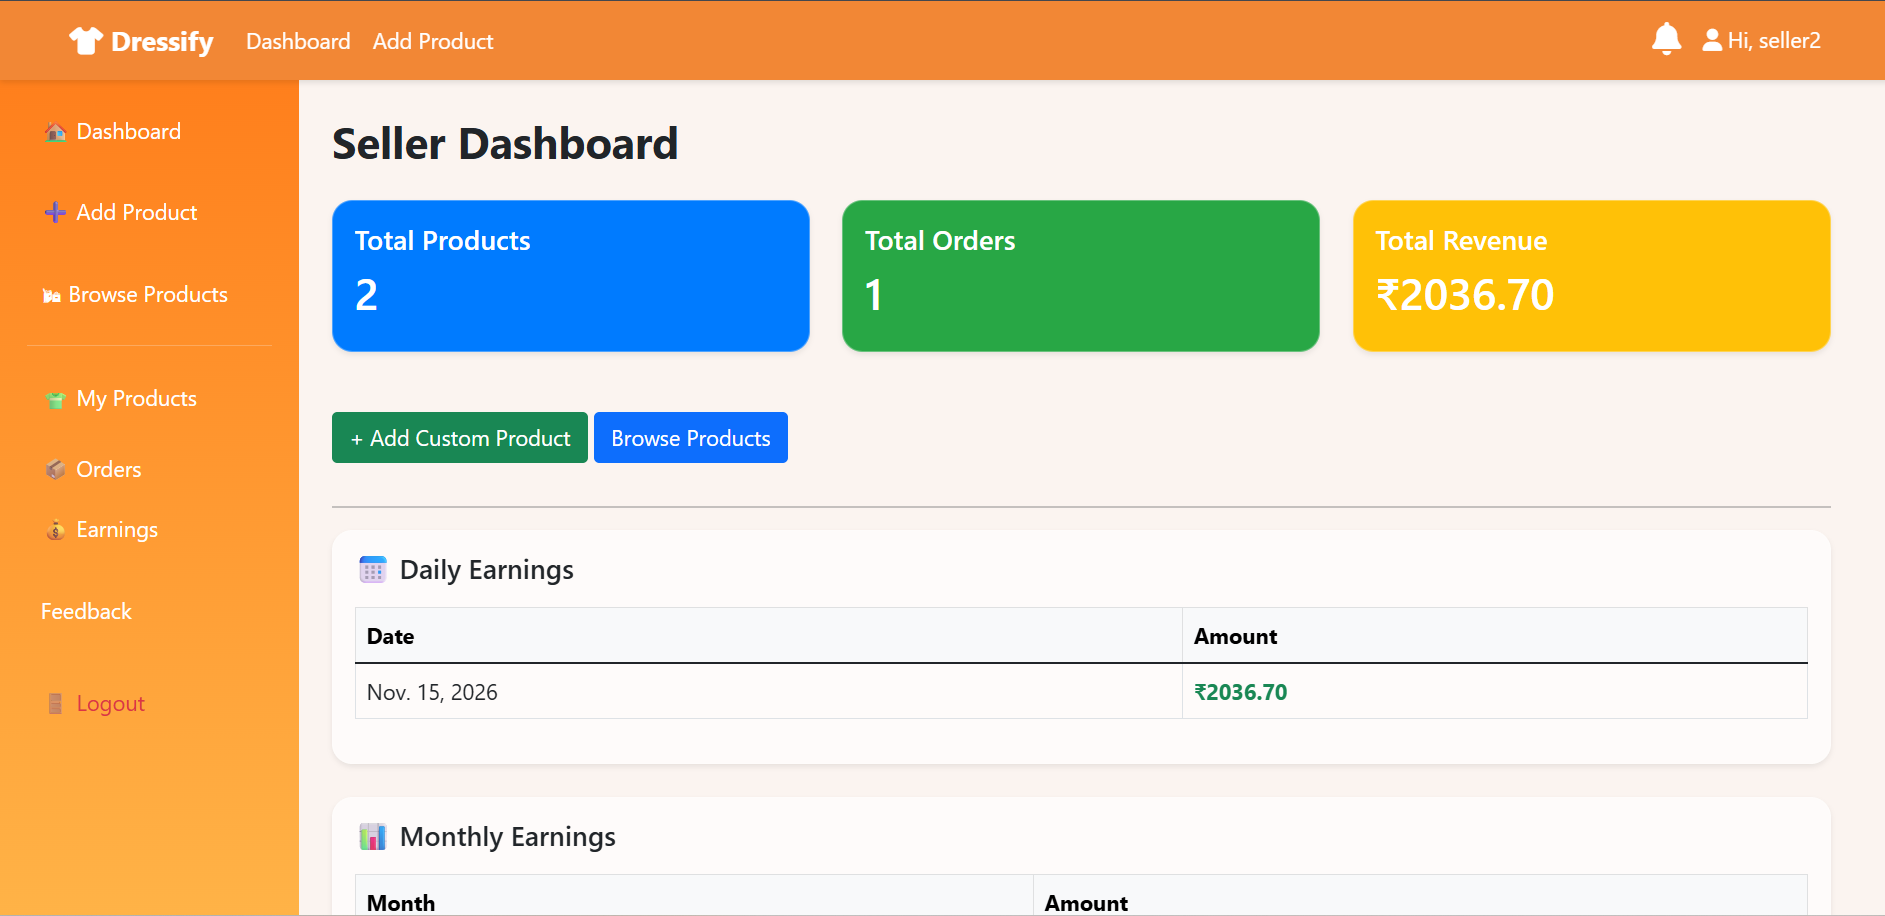 Dressify Dashboard Add Product Hi, seller2
Dashboard
Add Product
Browse Products
My Products
Orders
Earnings
Feedback
Logout
Seller Dashboard
Total Products
2
Total Orders
1
Total Revenue
₹2036.70
+ Add Custom Product Browse Products
Daily Earnings
Date Amount
Nov. 15, 2026 ₹2036.70
Monthly Earnings
Month Amount